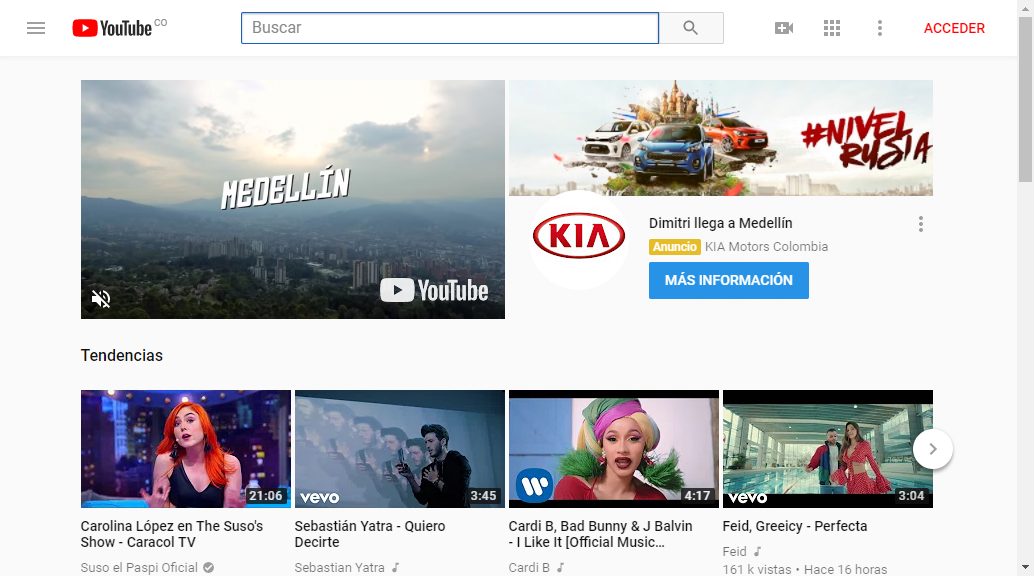 YouTube CO
Buscar
ACCEDER
MEDELLÍN
YouTube
#NIVEL
RUSIA
KIA
Dimitri llega a Medellín
Anuncio KIA Motors Colombia
MÁS INFORMACIÓN
Tendencias
21:06
vevo 3:45
4:17
vevo 3:04
Carolina López en The Suso's
Show - Caracol TV
Suso el Paspi Oficial
Sebastián Yatra - Quiero
Decirte
Sebastian Yatra
Cardi B, Bad Bunny & J Balvin
- I Like It [Official Music...
Cardi B
Feid, Greeicy - Perfecta
Feid
161 k vistas • Hace 16 horas